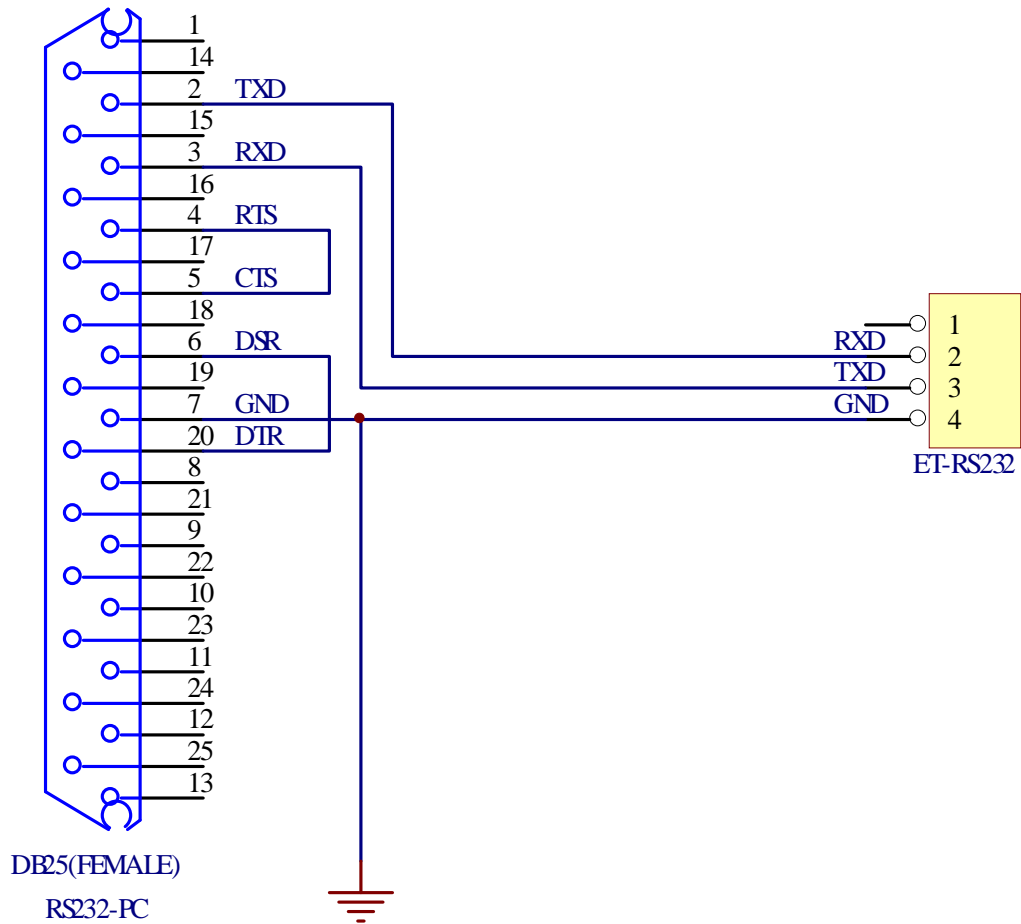 1
14
2 TXD
15
3 RXD
16
4 RTS
17
5 CTS
18
6 DSR
19
7 GND
20 DTR
8
21
9
22
10
23
11
24
12
25
13
DB25(FEMALE)
RS232-PC
1
RXD 2
TXD 3
GND 4
ET-RS232